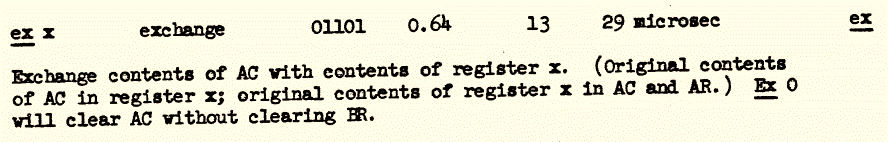 ex x exchange 01101 0.64 13 29 microsec ex
Exchange contents of AC with contents of register x. (Original contents
of AC in register x; original contents of register x in AC and AR.) Ex 0
will clear AC without clearing BR.